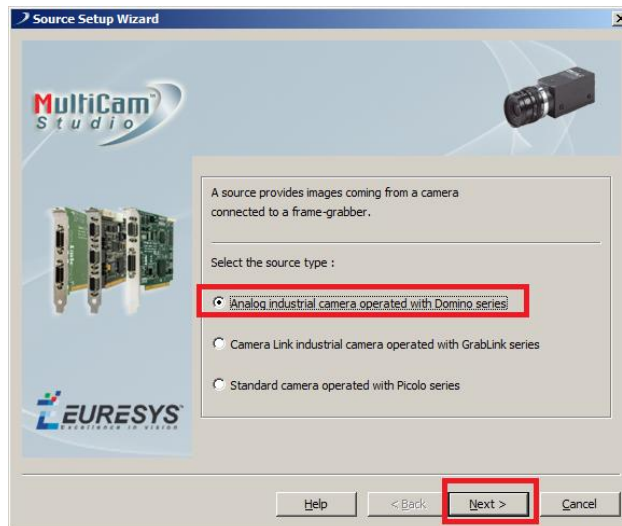 Source Setup Wizard
MultiCam™
Studio
A source provides images coming from a camera
connected to a frame-grabber.
Select the source type :
Analog industrial camera operated with Domino series
Camera Link industrial camera operated with GrabLink series
Standard camera operated with Picolo series
EURESYS
Excellence in vision
Help
< Back
Next >
Cancel